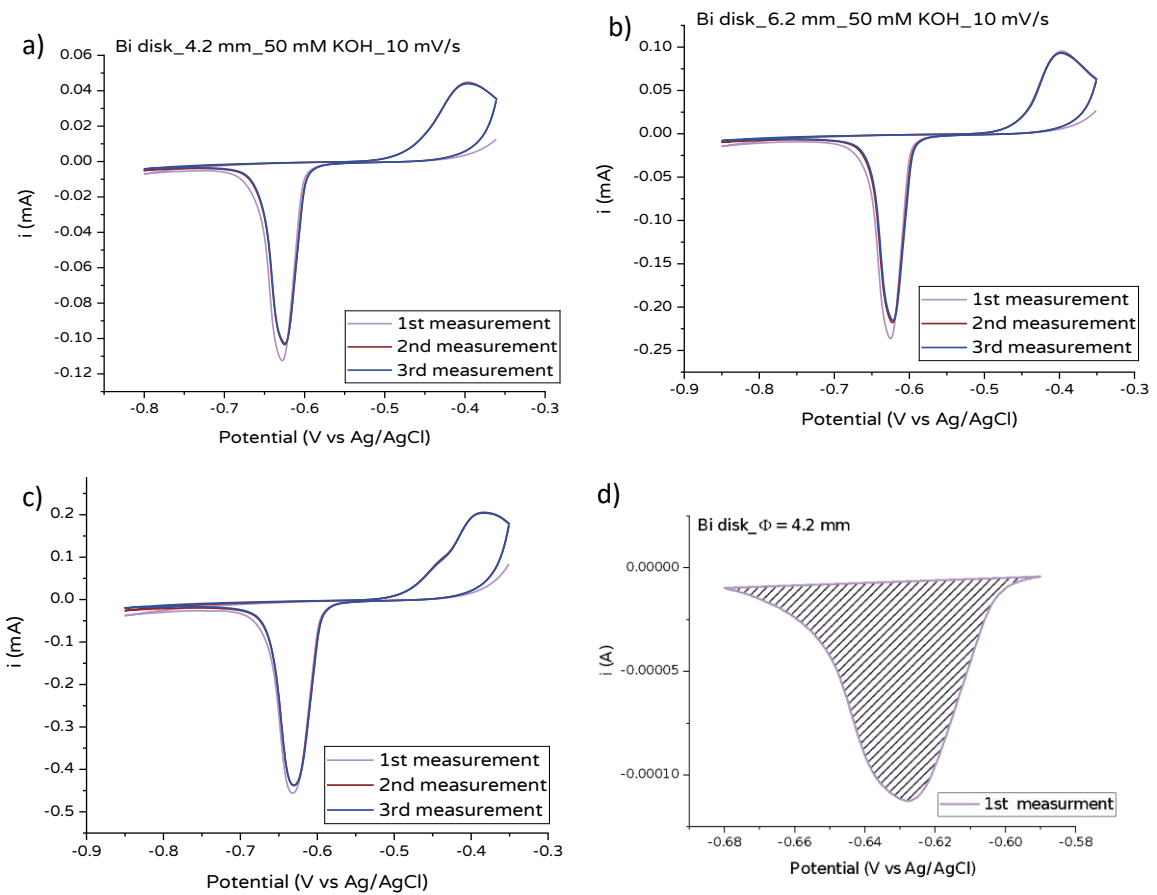 a)
Bi disk_4.2 mm_50 mM KOH_10 mV/s
0.06
0.04
0.02
0.00
-0.02
-0.04
-0.06
-0.08
-0.10
-0.12
i (mA)
1st measurement
2nd measurement
3rd measurement
-0.8 -0.7 -0.6 -0.5 -0.4 -0.3
Potential (V vs Ag/AgCl)
b)
Bi disk_6.2 mm_50 mM KOH_10 mV/s
0.10
0.05
0.00
-0.05
-0.10
-0.15
-0.20
-0.25
i (mA)
1st measurement
2nd measurement
3rd measurement
-0.9 -0.8 -0.7 -0.6 -0.5 -0.4 -0.3
Potential (V vs Ag/AgCl)
c)
0.2
0.1
0.0
-0.1
-0.2
-0.3
-0.4
-0.5
i (mA)
1st measurement
2nd measurement
3rd measurement
-0.9 -0.8 -0.7 -0.6 -0.5 -0.4 -0.3
Potential (V vs Ag/AgCl)
d)
Bi disk_Φ = 4.2 mm
0.00000
-0.00005
-0.00010
i (A)
1st measurment
-0.68 -0.66 -0.64 -0.62 -0.60 -0.58
Potential (V vs Ag/AgCl)